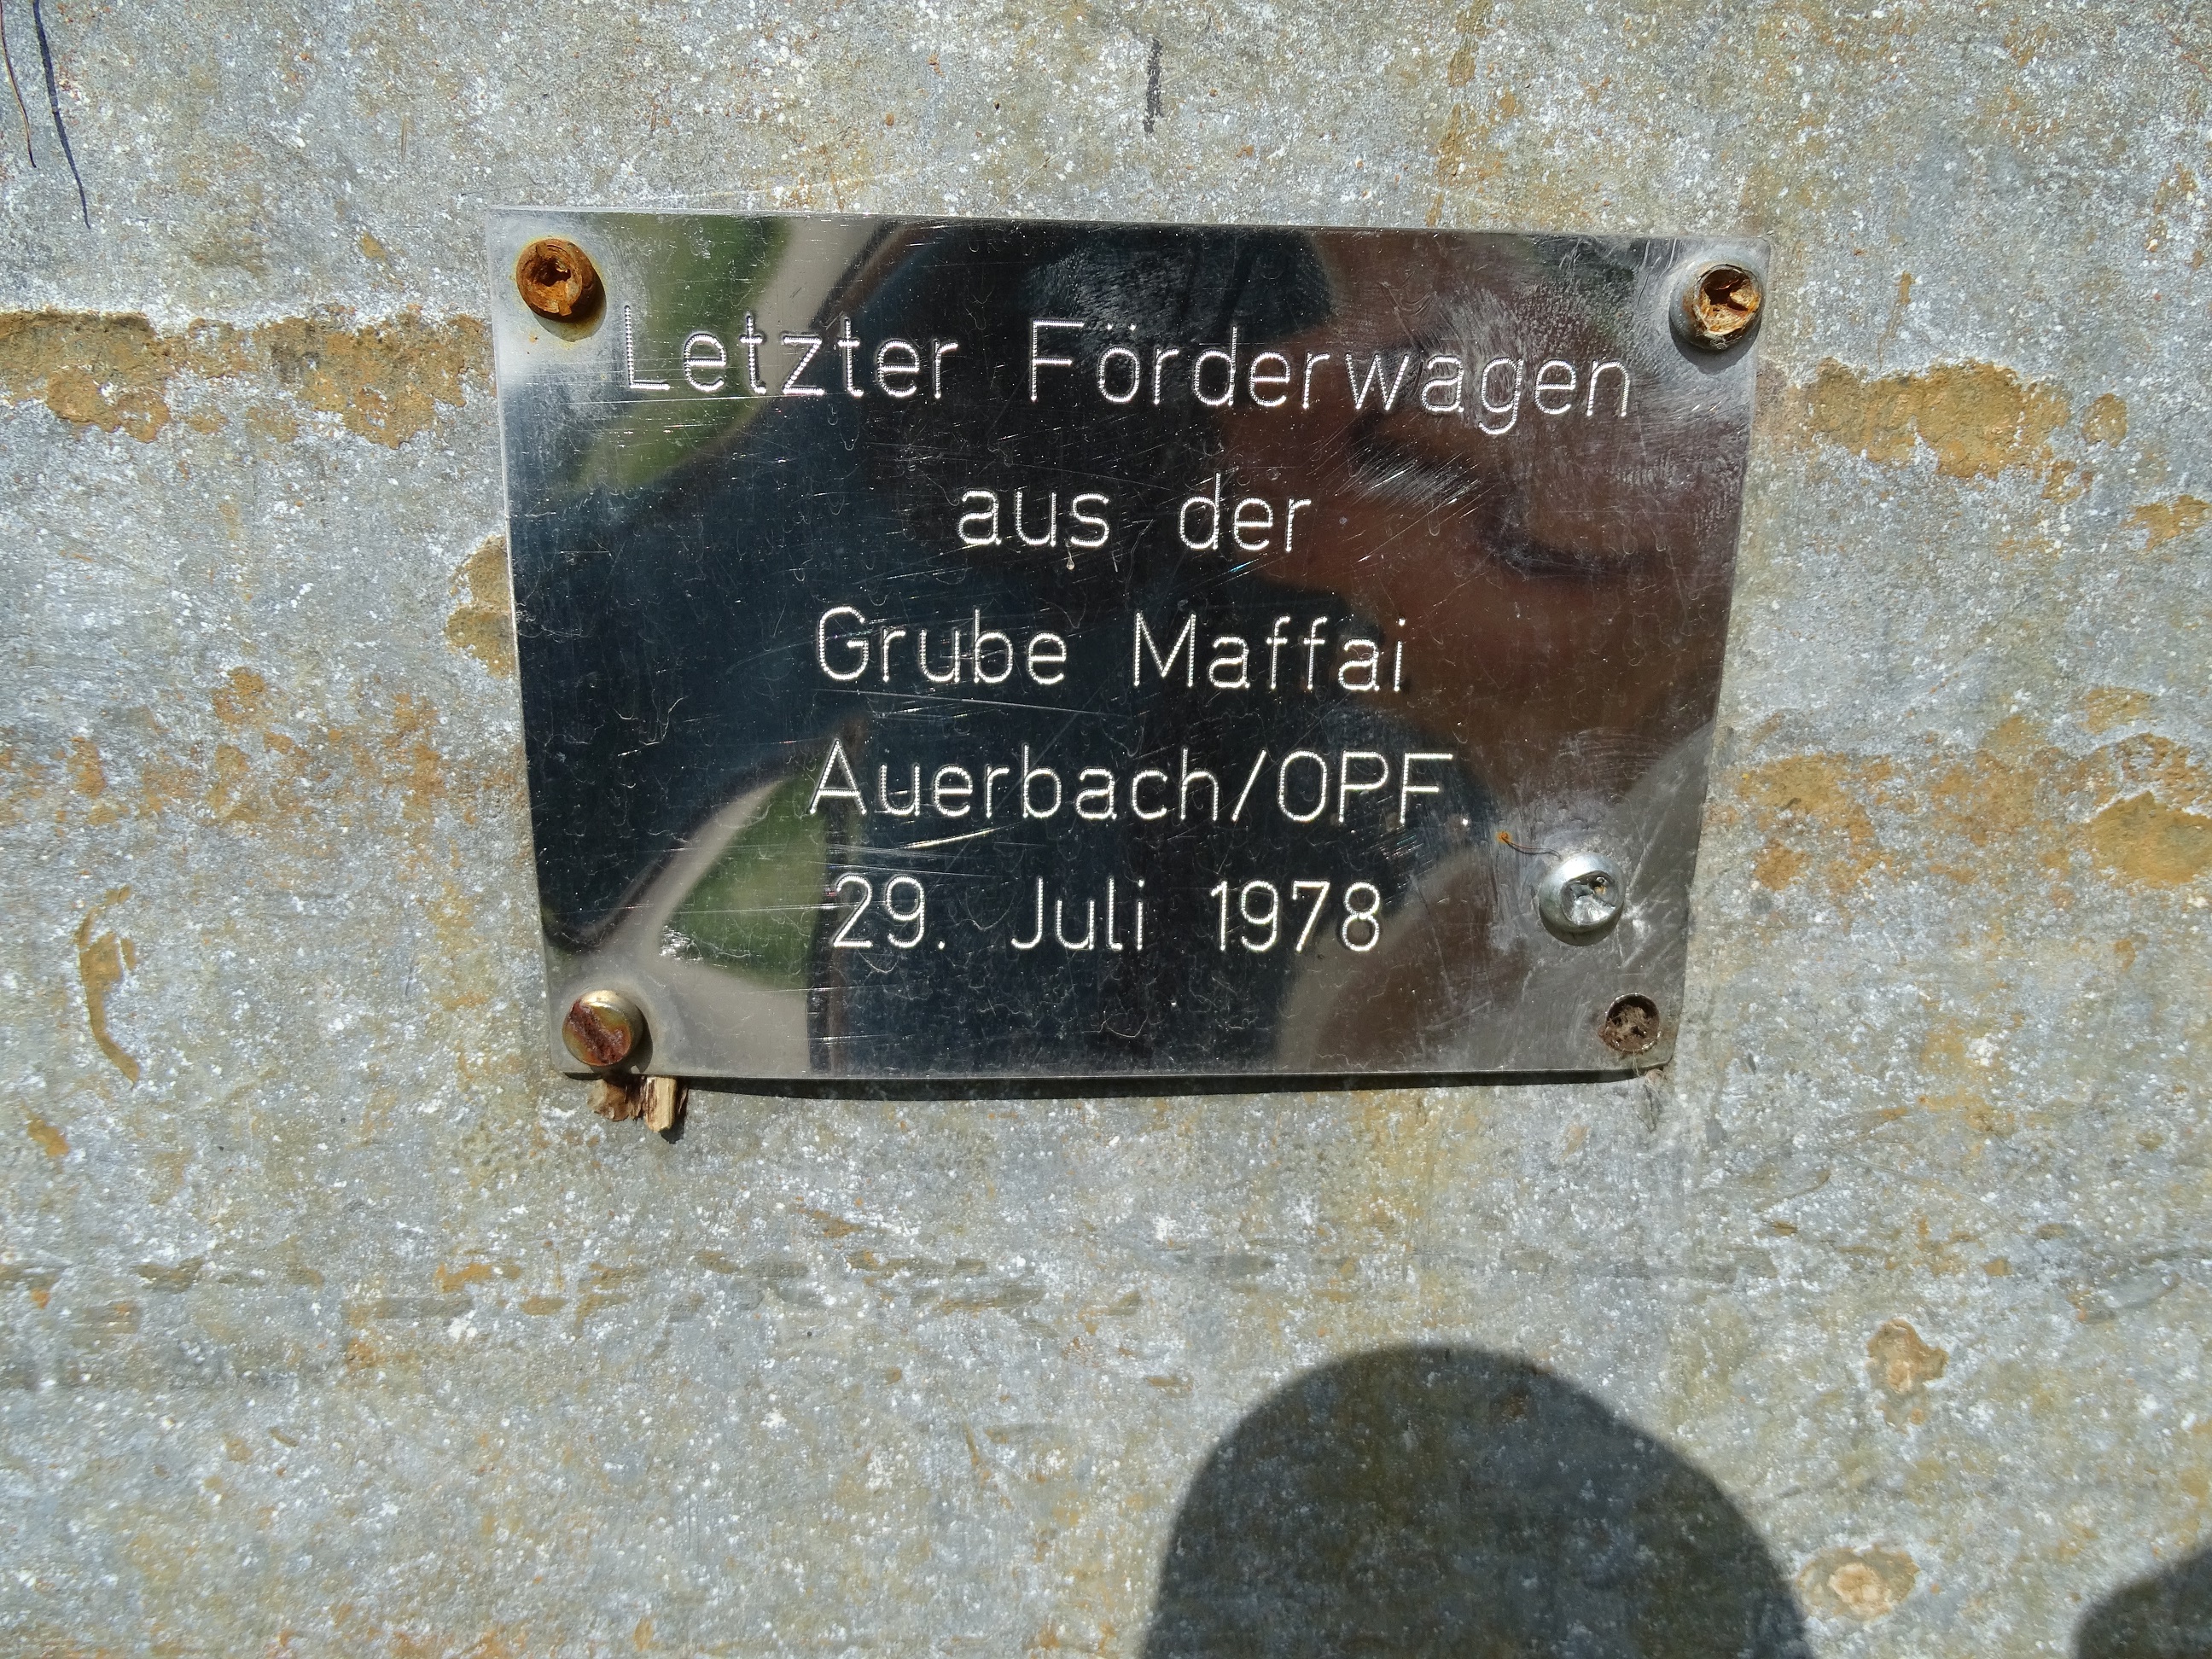 Letzter Förderwagen
aus der
Grube Maffai
Auerbach/OPF.
29. Juli 1978